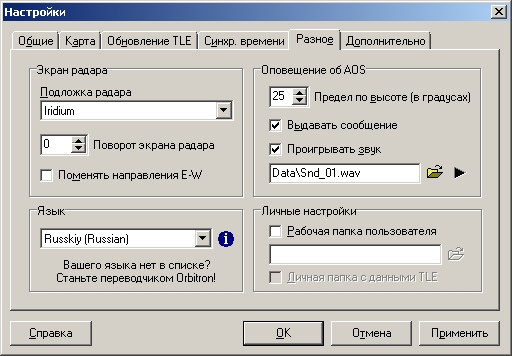 Настройки
Общие
Карта
Обновление TLE
Синхр. времени
Разное
Дополнительно
Экран радара
Подложка радара
Iridium
0
Поворот экрана радара
Поменять направления E-W
Оповещение об AOS
25
Предел по высоте (в градусах)
Выдавать сообщение
Проигрывать звук
Data\Snd_01.wav
Язык
Russkiy (Russian)
Вашего языка нет в списке?
Станьте переводчиком Orbitron!
Личные настройки
Рабочая папка пользователя
Личная папка с данными TLE
Справка
OK
Отмена
Применить